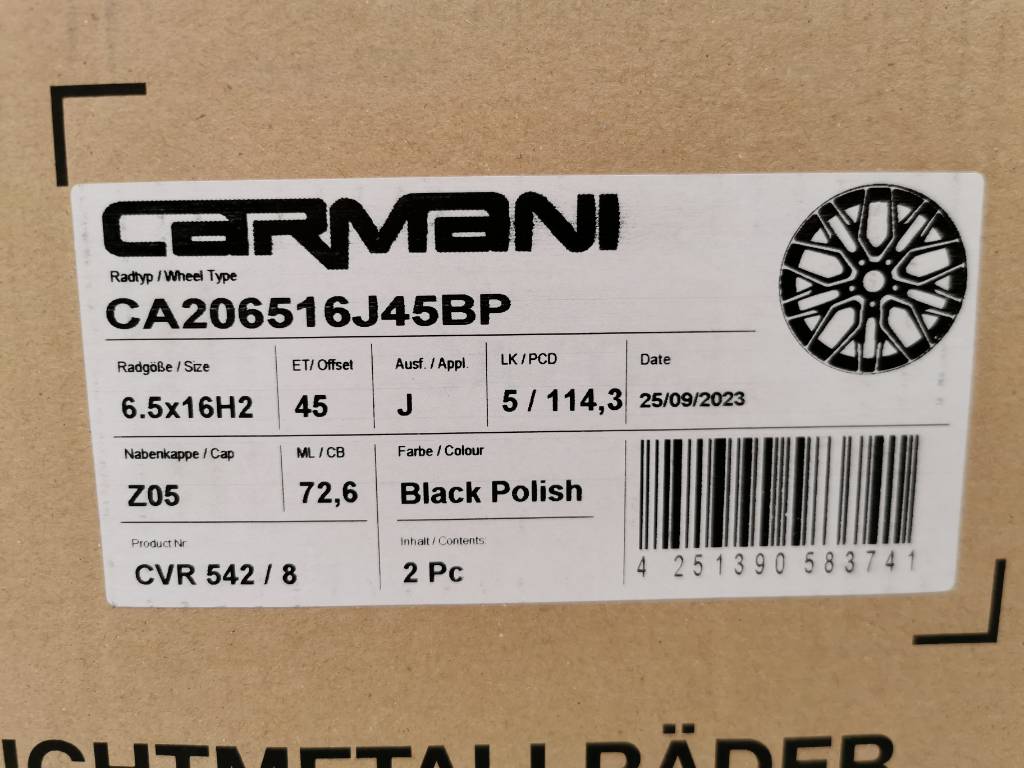 CARMANI
Radtyp / Wheel Type
CA206516J45BP
Radgöße / Size
ET/ Offset
Ausf. / Appl.
LK / PCD
Date
6.5x16H2
45
J
5 / 114,3
25/09/2023
Nabenkappe / Cap
ML / CB
Farbe / Colour
Z05
72,6
Black Polish
Product Nr
Inhalt / Contents:
CVR 542 / 8
2 Pc
4 251390 583741
ICHTMETALLRÄDER